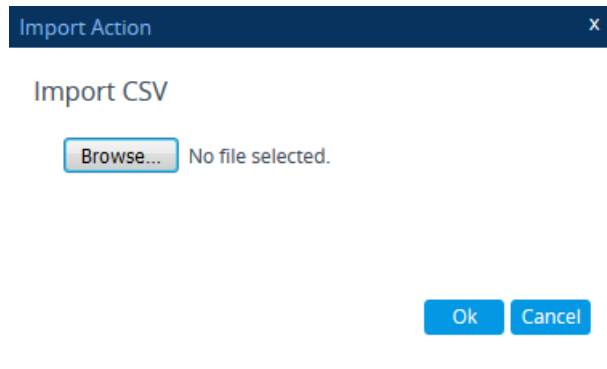 Import Action x
Import CSV
Browse... No file selected.
Ok Cancel